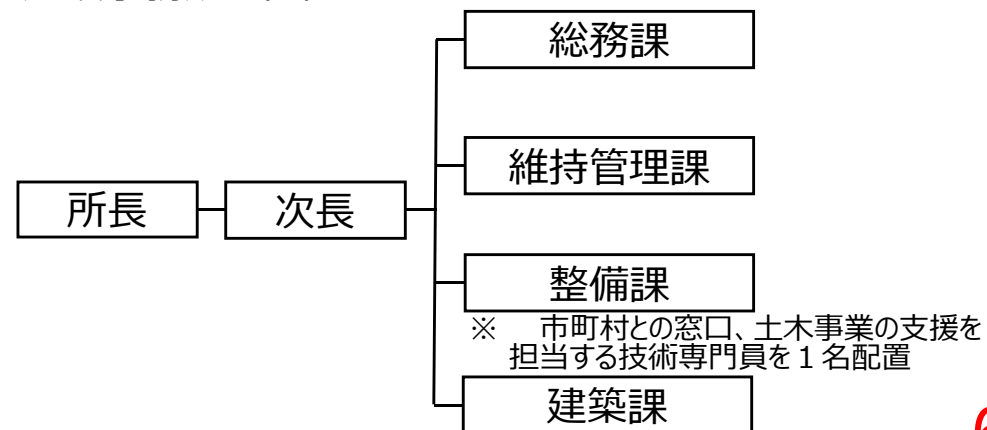 総務課
維持管理課
所長
次長
整備課
※　市町村との窓口、土木事業の支援を
担当する技術専門員を１名配置
建築課